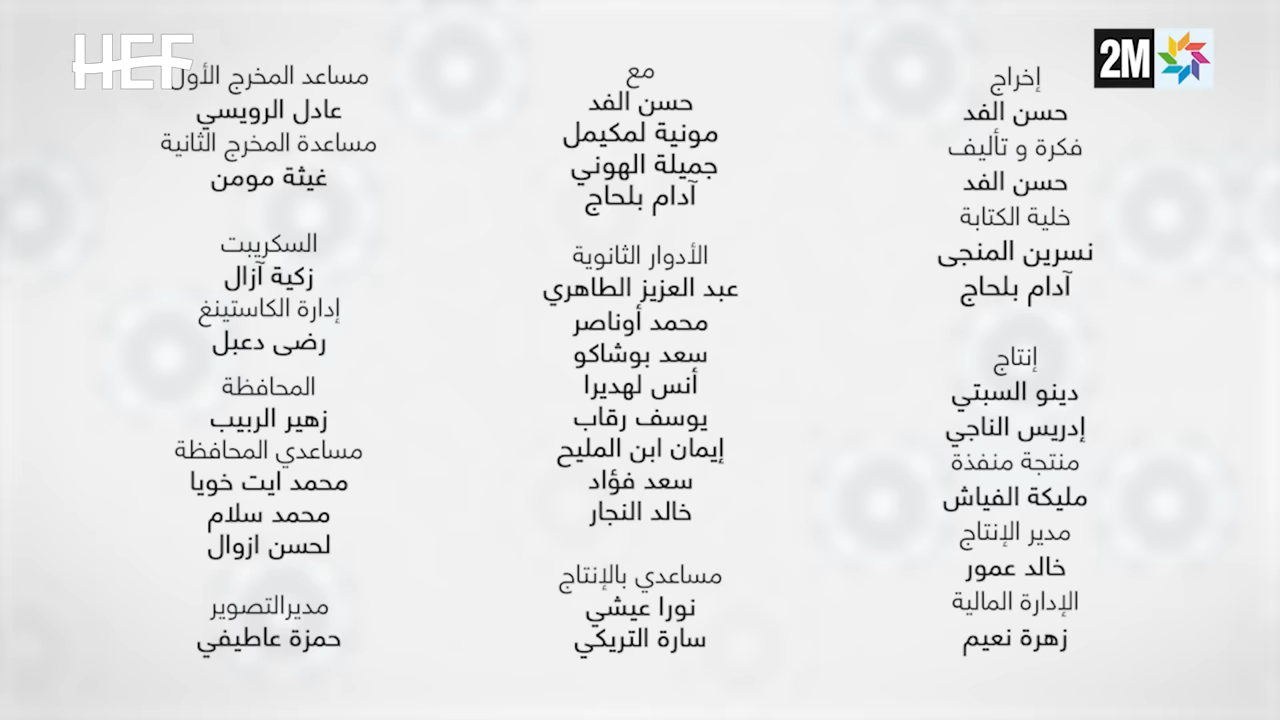 2M
HEF
إخراج
حسن الفد
فكرة و تأليف
حسن الفد
خلية الكتابة
نسرين المنجى
آدام بلحاج
إنتاج
دينو السبتي
إدريس الناجي
منتجة منفذة
مليكة الفياش
مدير الإنتاج
خالد عمور
الإدارة المالية
زهرة نعيم
مع
حسن الفد
مونية لمكيمل
جميلة الهوني
آدام بلحاج
الأدوار الثانوية
عبد العزيز الطاهري
محمد أوناصر
سعد بوشاكو
أنس لهديرا
يوسف رقاب
إيمان ابن المليح
سعد فؤاد
خالد النجار
مساعدي بالإنتاج
نورا عيشي
سارة التريكي
مساعد المخرج الأول
عادل الرويسي
مساعدة المخرج الثانية
غيثة مومن
السكريبت
زكية آزال
إدارة الكاستينغ
رضى دعبل
المحافظة
زهير الربيب
مساعدي المحافظة
محمد ايت خويا
محمد سلام
لحسن ازوال
مديرالتصوير
حمزة عاطيفي